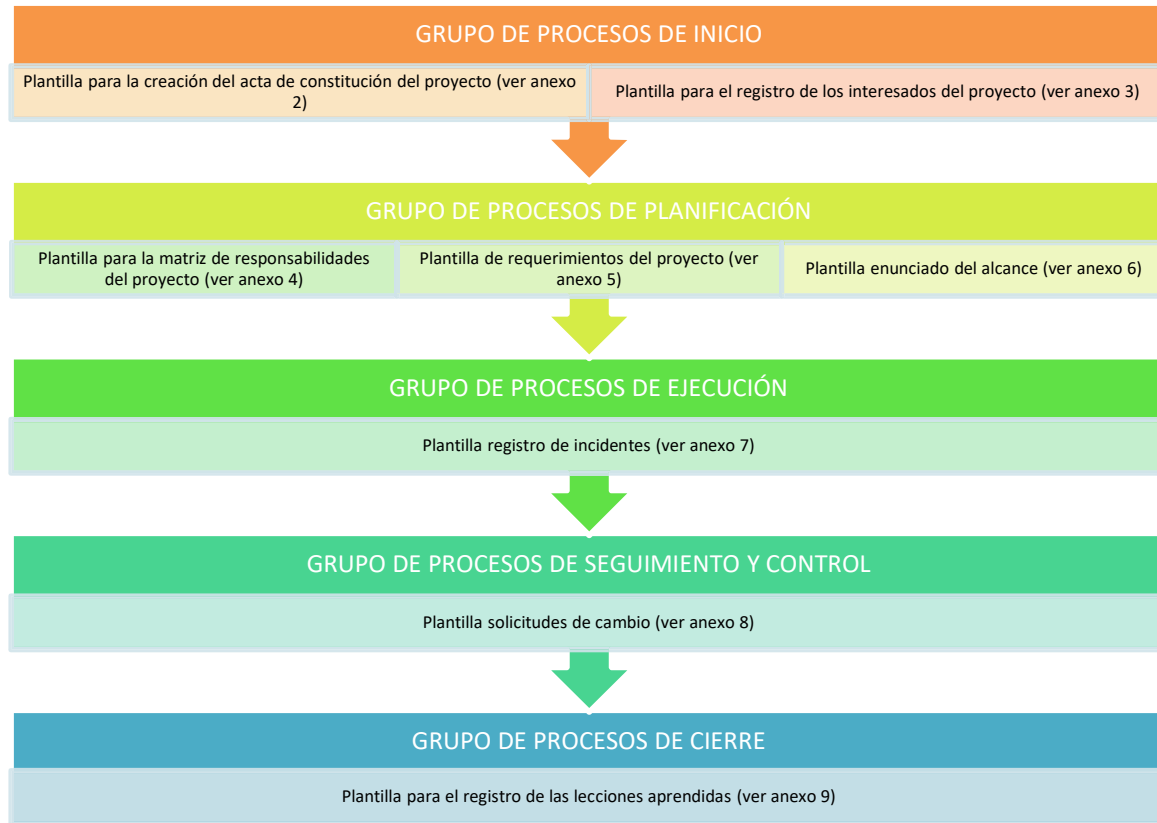 GRUPO DE PROCESOS DE INICIO
Plantilla para la creación del acta de constitución del proyecto (ver anexo
2)
Plantilla para el registro de los interesados del proyecto (ver anexo 3)
GRUPO DE PROCESOS DE PLANIFICACIÓN
Plantilla para la matriz de responsabilidades
del proyecto (ver anexo 4)
Plantilla de requerimientos del proyecto (ver
anexo 5)
Plantilla enunciado del alcance (ver anexo 6)
GRUPO DE PROCESOS DE EJECUCIÓN
Plantilla registro de incidentes (ver anexo 7)
GRUPO DE PROCESOS DE SEGUIMIENTO Y CONTROL
Plantilla solicitudes de cambio (ver anexo 8)
GRUPO DE PROCESOS DE CIERRE
Plantilla para el registro de las lecciones aprendidas (ver anexo 9)